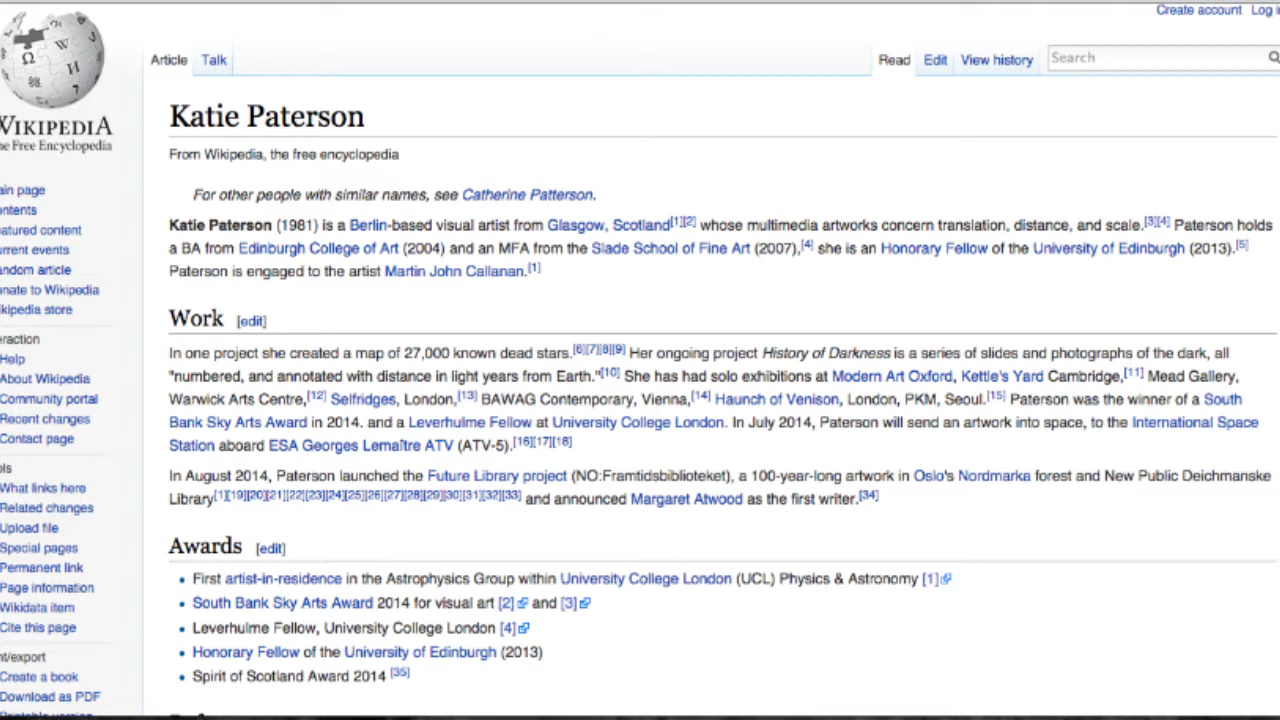 Create account Log i
Article Talk Read Edit View history Search
WIKIPEDIA
he Free Encyclopedia
ain page
ontents
eatured content
urrent events
andom article
onate to Wikipedia
ikipedia store
eraction
Help
About Wikipedia
Community portal
Recent changes
Contact page
ols
What links here
Related changes
Upload file
Special pages
Permanent link
Page information
Wikidata item
Cite this page
nt/export
Create a book
Download as PDF
Printable version
Katie Paterson
From Wikipedia, the free encyclopedia
For other people with similar names, see Catherine Patterson.
Katie Paterson (1981) is a Berlin-based visual artist from Glasgow, Scotland[1][2] whose multimedia artworks concern translation, distance, and scale.[3][4] Paterson holds
a BA from Edinburgh College of Art (2004) and an MFA from the Slade School of Fine Art (2007),[4] she is an Honorary Fellow of the University of Edinburgh (2013).[5]
Paterson is engaged to the artist Martin John Callanan.[1]
Work [edit]
In one project she created a map of 27,000 known dead stars.[6][7][8][9] Her ongoing project History of Darkness is a series of slides and photographs of the dark, all
"numbered, and annotated with distance in light years from Earth."[10] She has had solo exhibitions at Modern Art Oxford, Kettle's Yard Cambridge,[11] Mead Gallery,
Warwick Arts Centre,[12] Selfridges, London,[13] BAWAG Contemporary, Vienna,[14] Haunch of Venison, London, PKM, Seoul.[15] Paterson was the winner of a South
Bank Sky Arts Award in 2014. and a Leverhulme Fellow at University College London. In July 2014, Paterson will send an artwork into space, to the International Space
Station aboard ESA Georges Lemaître ATV (ATV-5).[16][17][18]
In August 2014, Paterson launched the Future Library project (NO:Framtidsbiblioteket), a 100-year-long artwork in Oslo's Nordmarka forest and New Public Deichmanske
Library[1][19][20][21][22][23][24][25][26][27][28][29][30][31][32][33] and announced Margaret Atwood as the first writer.[34]
Awards [edit]
• First artist-in-residence in the Astrophysics Group within University College London (UCL) Physics & Astronomy [1]
• South Bank Sky Arts Award 2014 for visual art [2] and [3]
• Leverhulme Fellow, University College London [4]
• Honorary Fellow of the University of Edinburgh (2013)
• Spirit of Scotland Award 2014 [35]